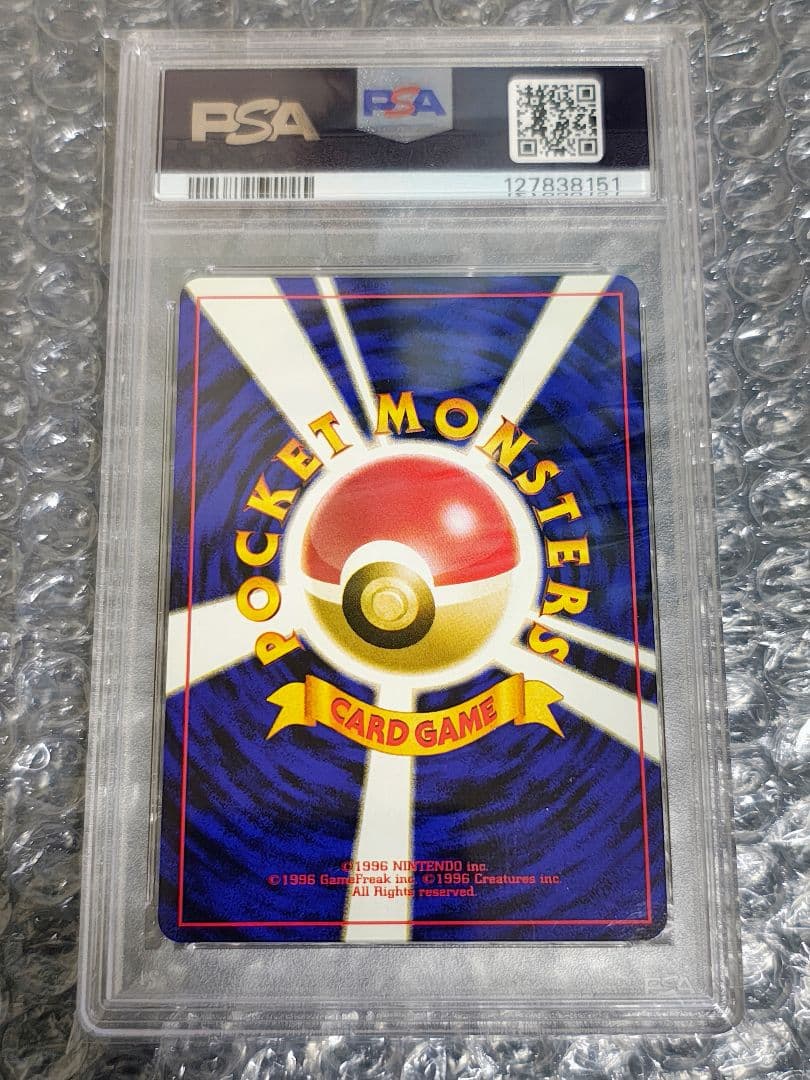 PSA
PSA
127838151
POCKET MONSTERS
CARD GAME
©1996 NINTENDO inc.
©1996 GameFreak inc. ©1996 Creatures inc.
All Rights reserved.
PSA